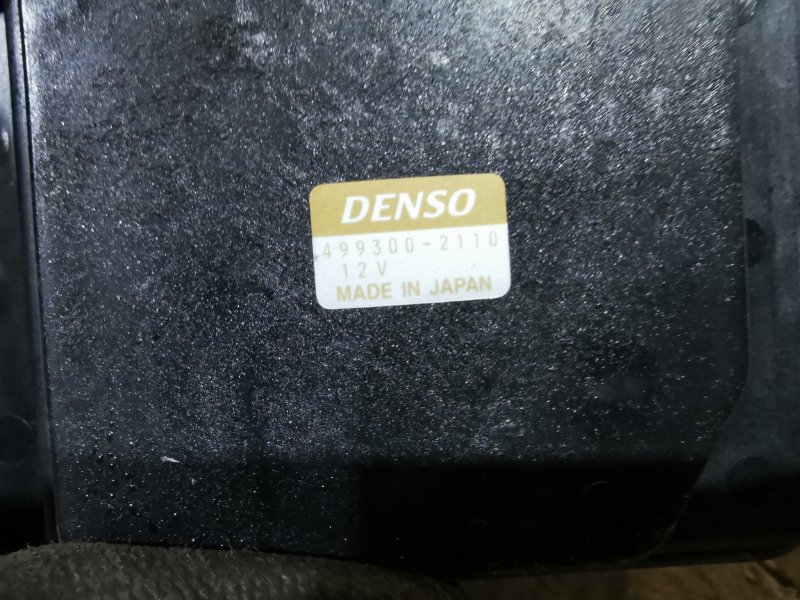 DENSO
499300-2110
12V
MADE IN JAPAN